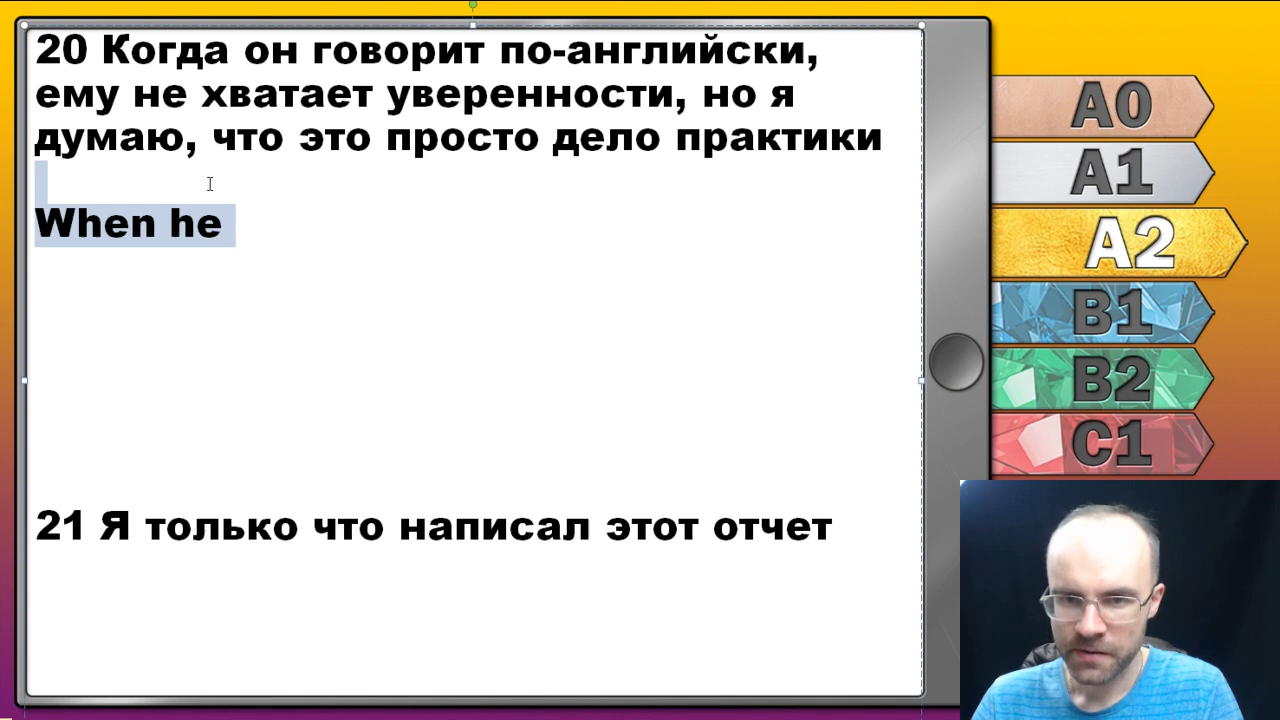 20 Когда он говорит по-английски,
ему не хватает уверенности, но я
думаю, что это просто дело практики
When he
21 Я только что написал этот отчет
A0
A1
A2
B1
B2
C1